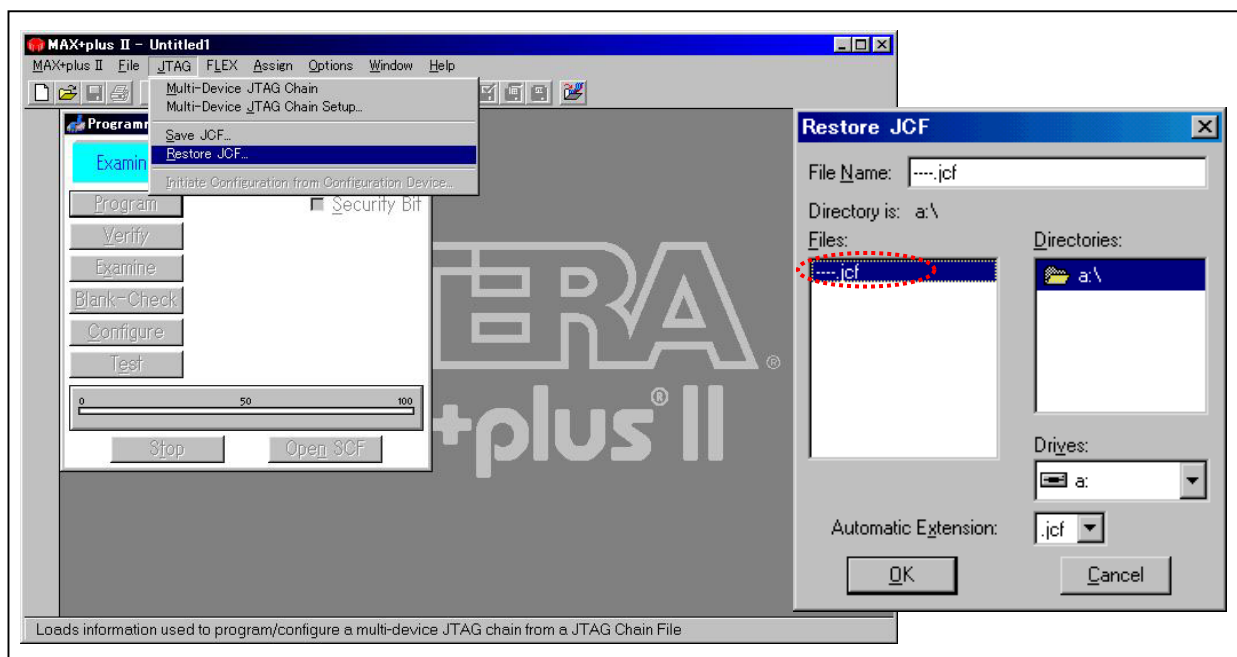 MAX+plus II - Untitled1
MAX+plus II File JTAG FLEX Assign Options Window Help
Multi-Device JTAG Chain
Multi-Device JTAG Chain Setup...
Save JCF...
Restore JCF...
Initiate Configuration from Configuration Device...
Programm
Examin
Program
Security Bit
Verify
Examine
Blank-Check
Configure
Test
0 50 100
Stop Open SCF
TERA ®
+plus® II
Loads information used to program/configure a multi-device JTAG chain from a JTAG Chain File
Restore JCF
File Name: ----.jcf
Directory is: a:\
Files: Directories:
----.jcf a:\
Drives:
a:
Automatic Extension: .jcf
OK Cancel